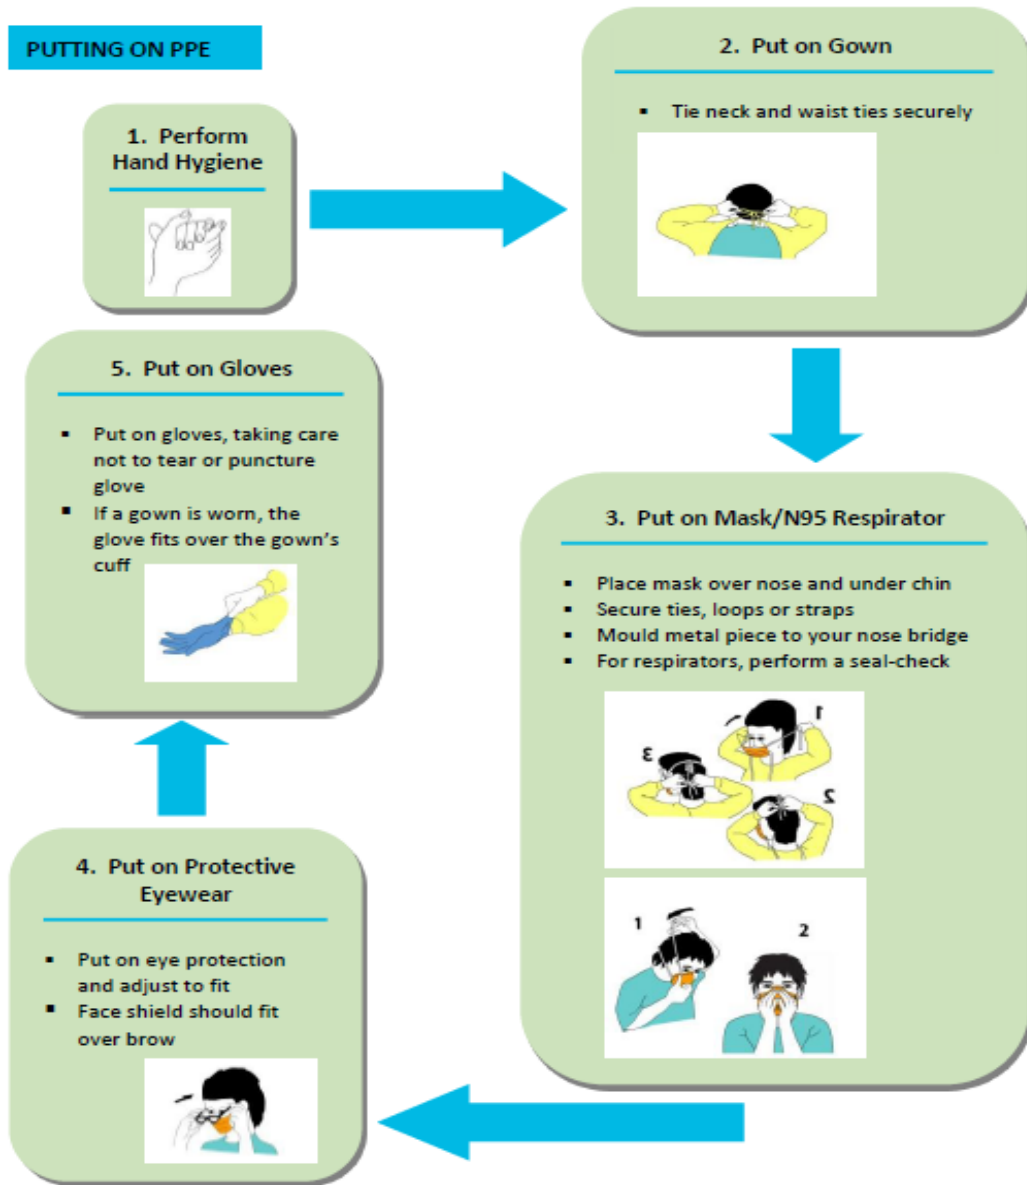 PUTTING ON PPE
1. Perform
Hand Hygiene
2. Put on Gown
▪ Tie neck and waist ties securely
3. Put on Mask/N95 Respirator
▪ Place mask over nose and under chin
▪ Secure ties, loops or straps
▪ Mould metal piece to your nose bridge
▪ For respirators, perform a seal-check
1
2
3
1
2
4. Put on Protective
Eyewear
▪ Put on eye protection
and adjust to fit
▪ Face shield should fit
over brow
5. Put on Gloves
▪ Put on gloves, taking care
not to tear or puncture
glove
▪ If a gown is worn, the
glove fits over the gown's
cuff